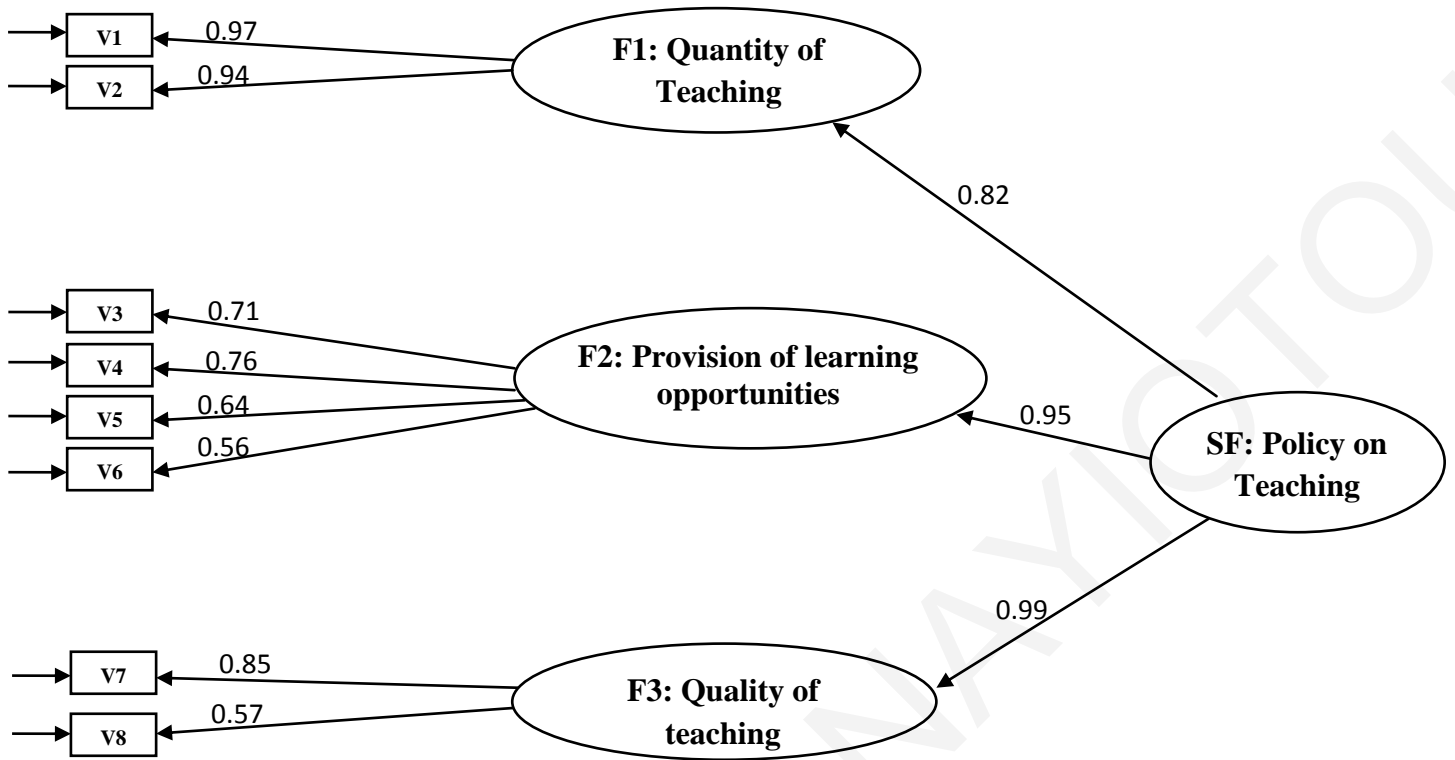 V1
0.97
V2
0.94
F1: Quantity of
Teaching
0.82
V3
0.71
V4
0.76
V5
0.64
V6
0.56
F2: Provision of learning
opportunities
0.95
SF: Policy on
Teaching
0.99
V7
0.85
V8
0.57
F3: Quality of
teaching